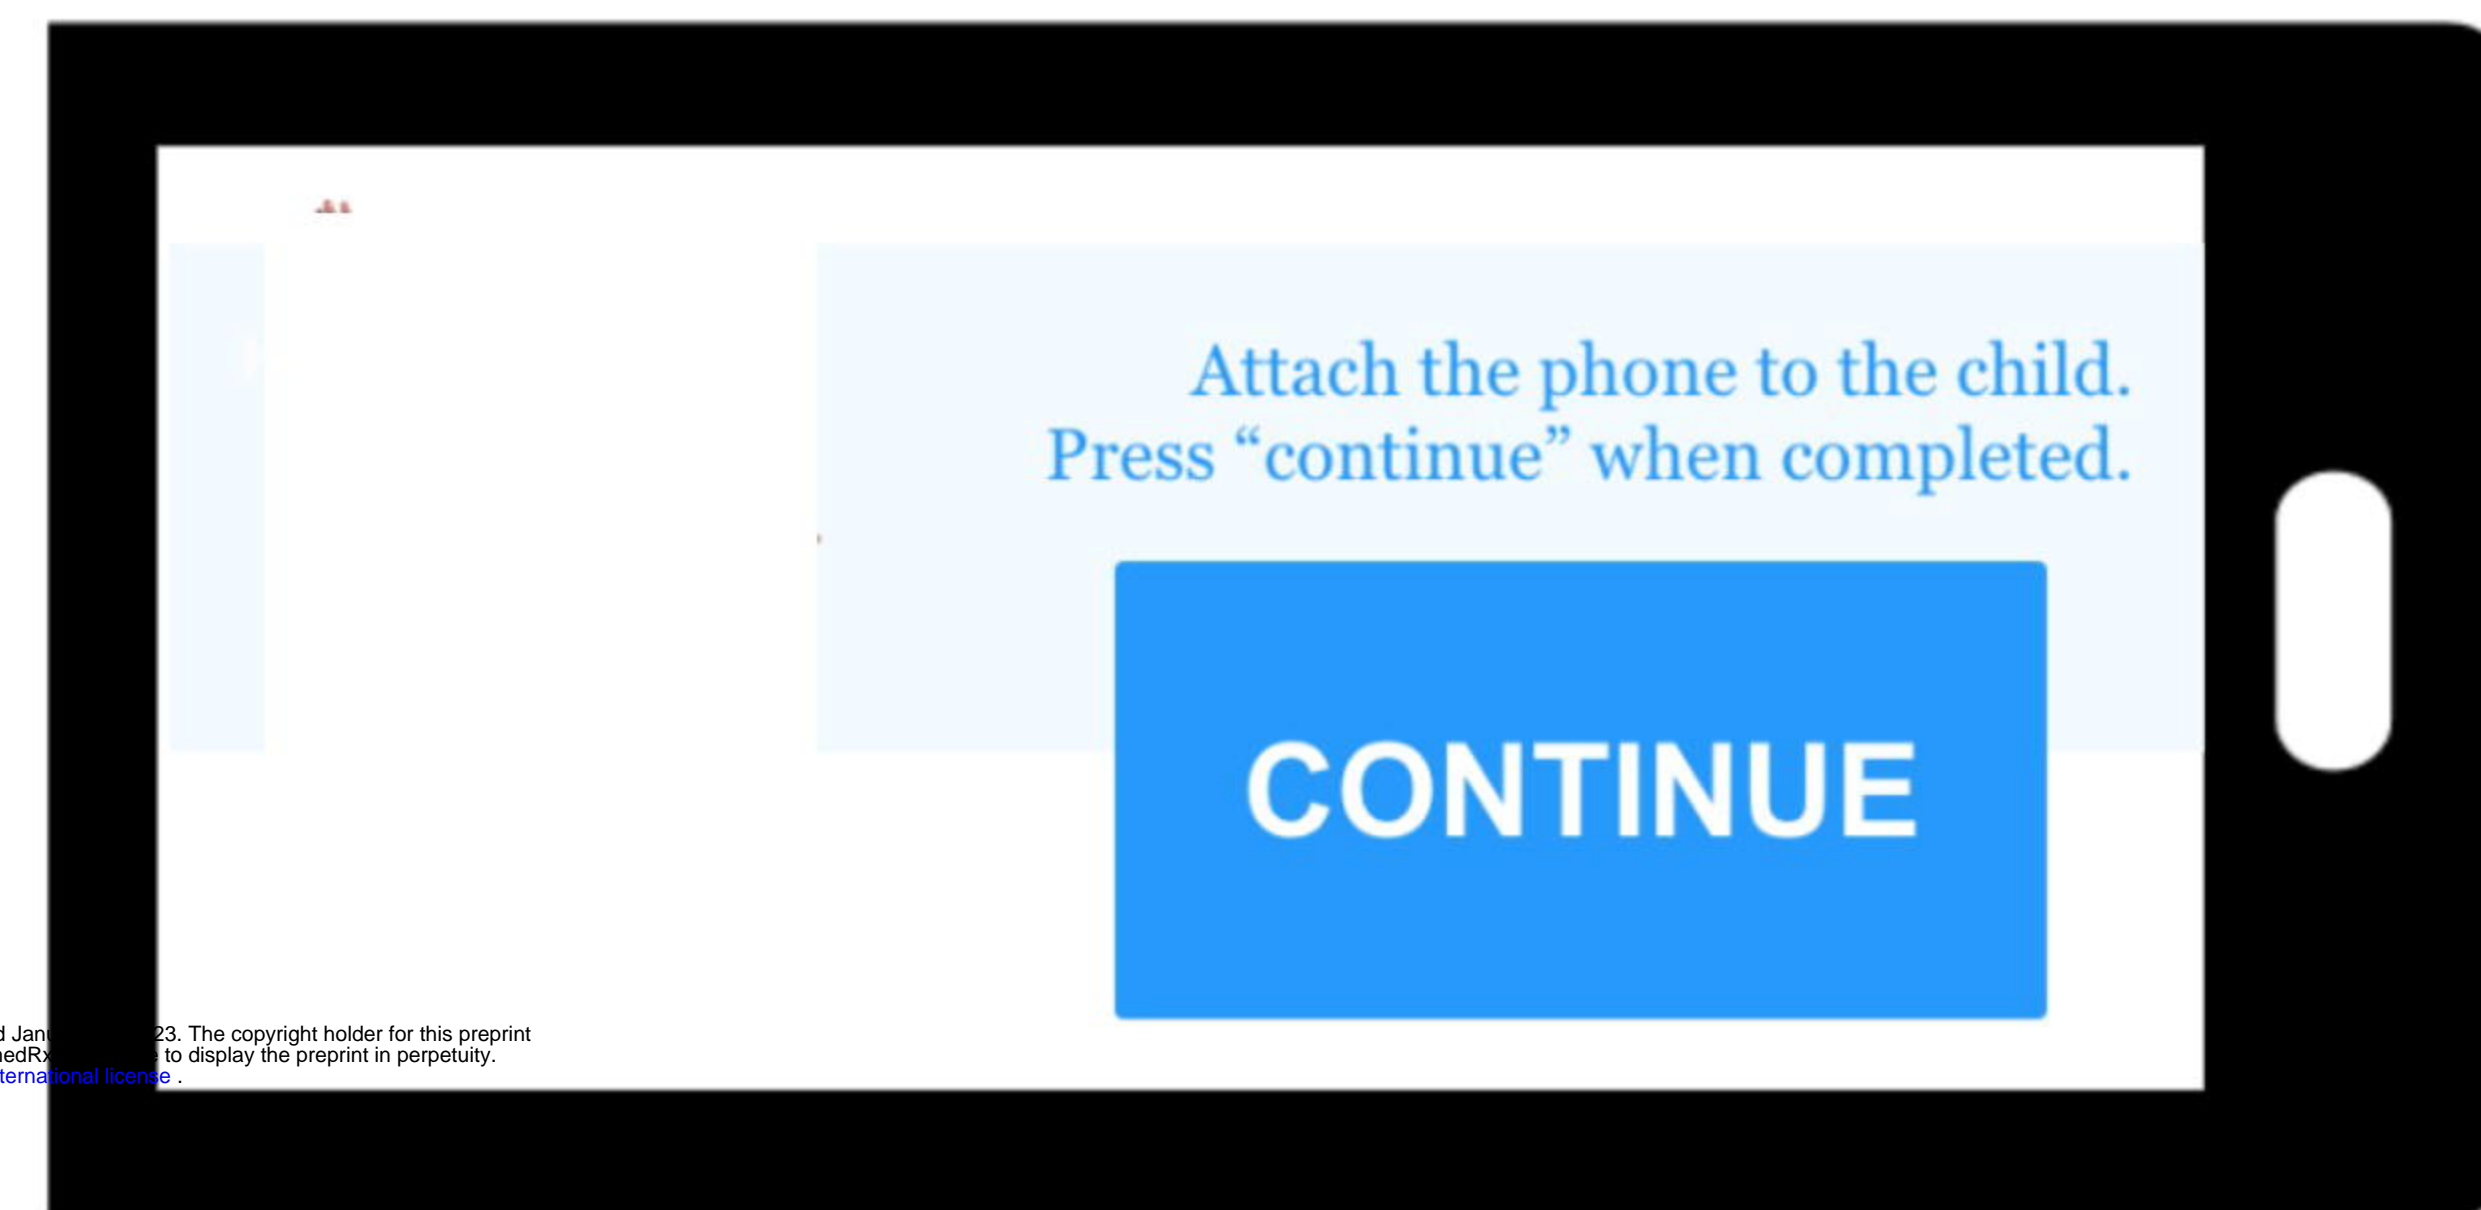 Attach the phone to the child.
Press “continue” when completed.
CONTINUE
23. The copyright holder for this preprint
to display the preprint in perpetuity.
license .